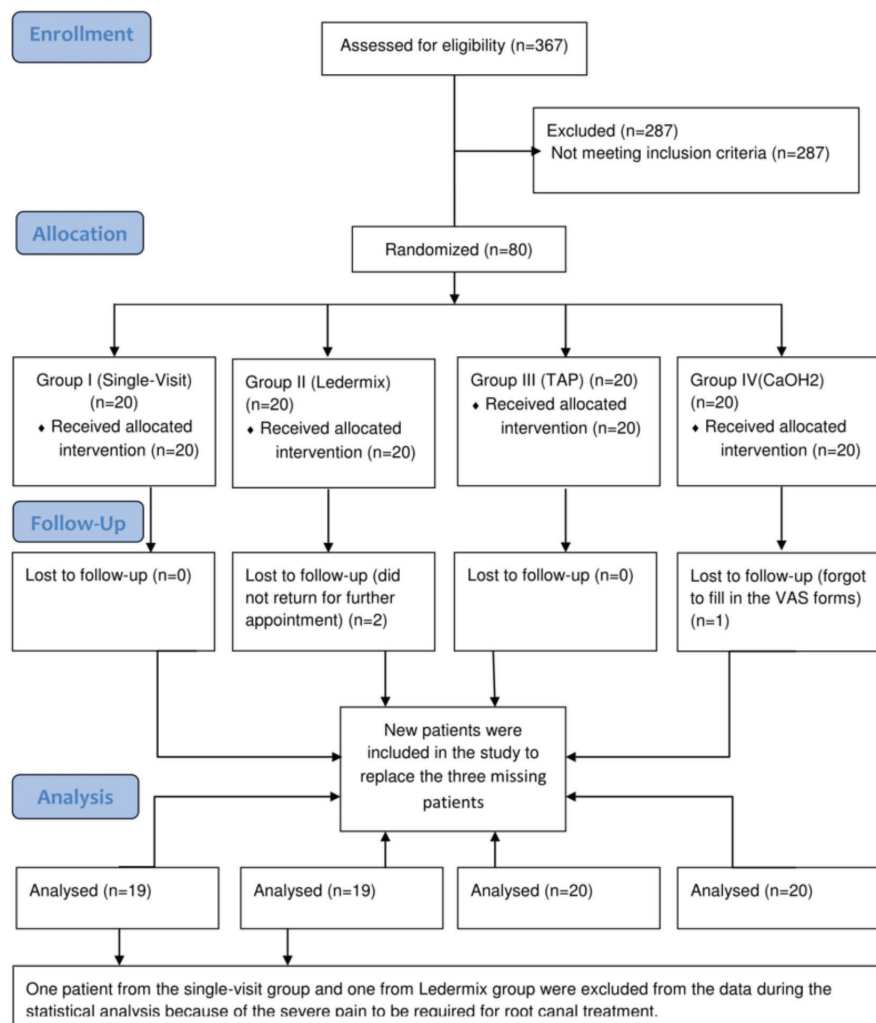 Enrollment
Assessed for eligibility (n=367)
Excluded (n=287)
Not meeting inclusion criteria (n=287)
Allocation
Randomized (n=80)
Group I (Single-Visit)
(n=20)
♦ Received allocated
intervention (n=20)
Group II (Ledermix)
(n=20)
♦ Received allocated
intervention (n=20)
Group III (TAP) (n=20)
♦ Received allocated
intervention (n=20)
Group IV(CaOH2)
(n=20)
♦ Received allocated
intervention (n=20)
Follow-Up
Lost to follow-up (n=0)
Lost to follow-up (did
not return for further
appointment) (n=2)
Lost to follow-up (n=0)
Lost to follow-up (forgot
to fill in the VAS forms)
(n=1)
New patients were
included in the study to
replace the three missing
patients
Analysis
Analysed (n=19)
Analysed (n=19)
Analysed (n=20)
Analysed (n=20)
One patient from the single-visit group and one from Ledermix group were excluded from the data during the
statistical analysis because of the severe pain to be required for root canal treatment.